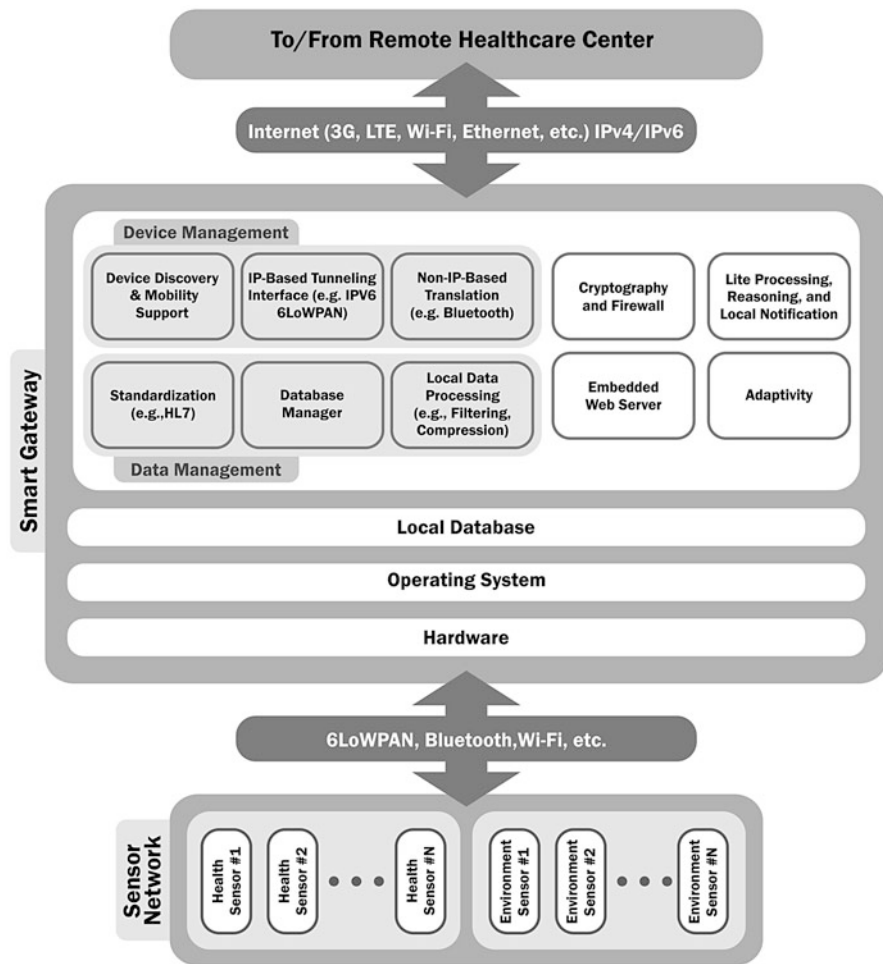 To/From Remote Healthcare Center
Internet (3G, LTE, Wi-Fi, Ethernet, etc.) IPv4/IPv6
Smart Gateway
Device Management
Device Discovery
& Mobility
Support
IP-Based Tunneling
Interface (e.g. IPV6
6LoWPAN)
Non-IP-Based
Translation
(e.g. Bluetooth)
Cryptography
and Firewall
Lite Processing,
Reasoning, and
Local Notification
Standardization
(e.g.,HL7)
Database
Manager
Local Data
Processing
(e.g., Filtering,
Compression)
Embedded
Web Server
Adaptivity
Data Management
Local Database
Operating System
Hardware
6LoWPAN, Bluetooth,Wi-Fi, etc.
Sensor
Network
Health
Sensor #1
Health
Sensor #2
Health
Sensor #N
Environment
Sensor #1
Environment
Sensor #2
Environment
Sensor #N